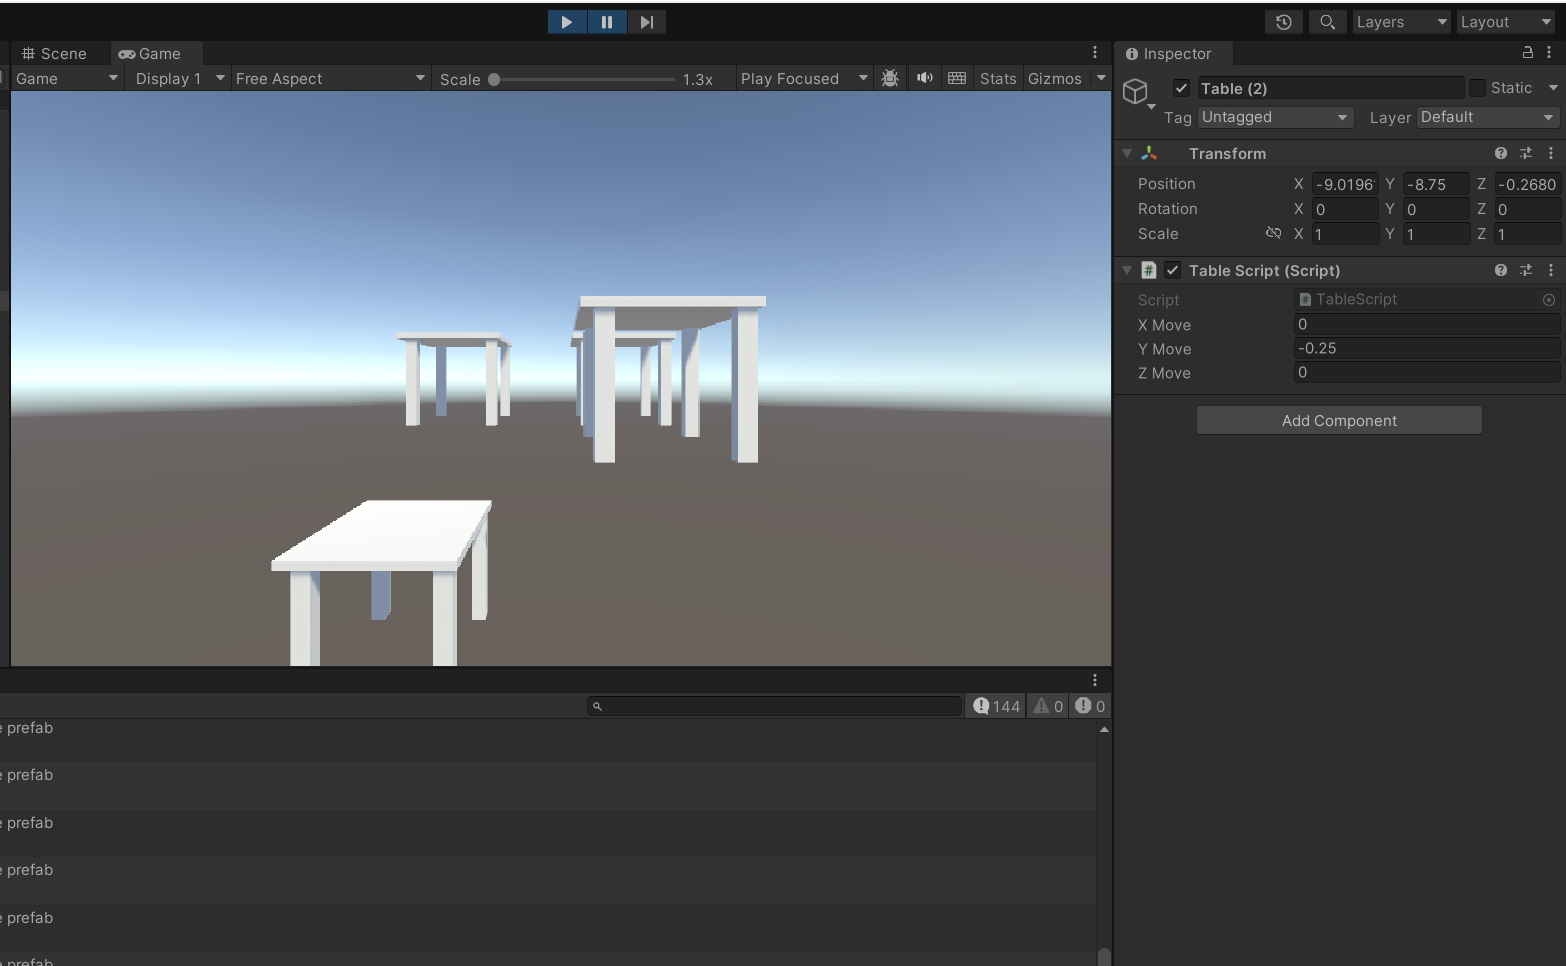 Layers
Layout
Scene
Game
Inspector
Game
Display 1
Free Aspect
Scale
1.3x
Play Focused
Stats
Gizmos
Table (2)
Static
Tag
Untagged
Layer
Default
Transform
Position
X
-9.0196
Y
-8.75
Z
-0.2680
Rotation
X
0
Y
0
Z
0
Scale
X
1
Y
1
Z
1
#
Table Script (Script)
Script
# TableScript
X Move
0
Y Move
-0.25
Z Move
0
Add Component
144
0
0
e prefab
e prefab
e prefab
e prefab
e prefab
e prefab